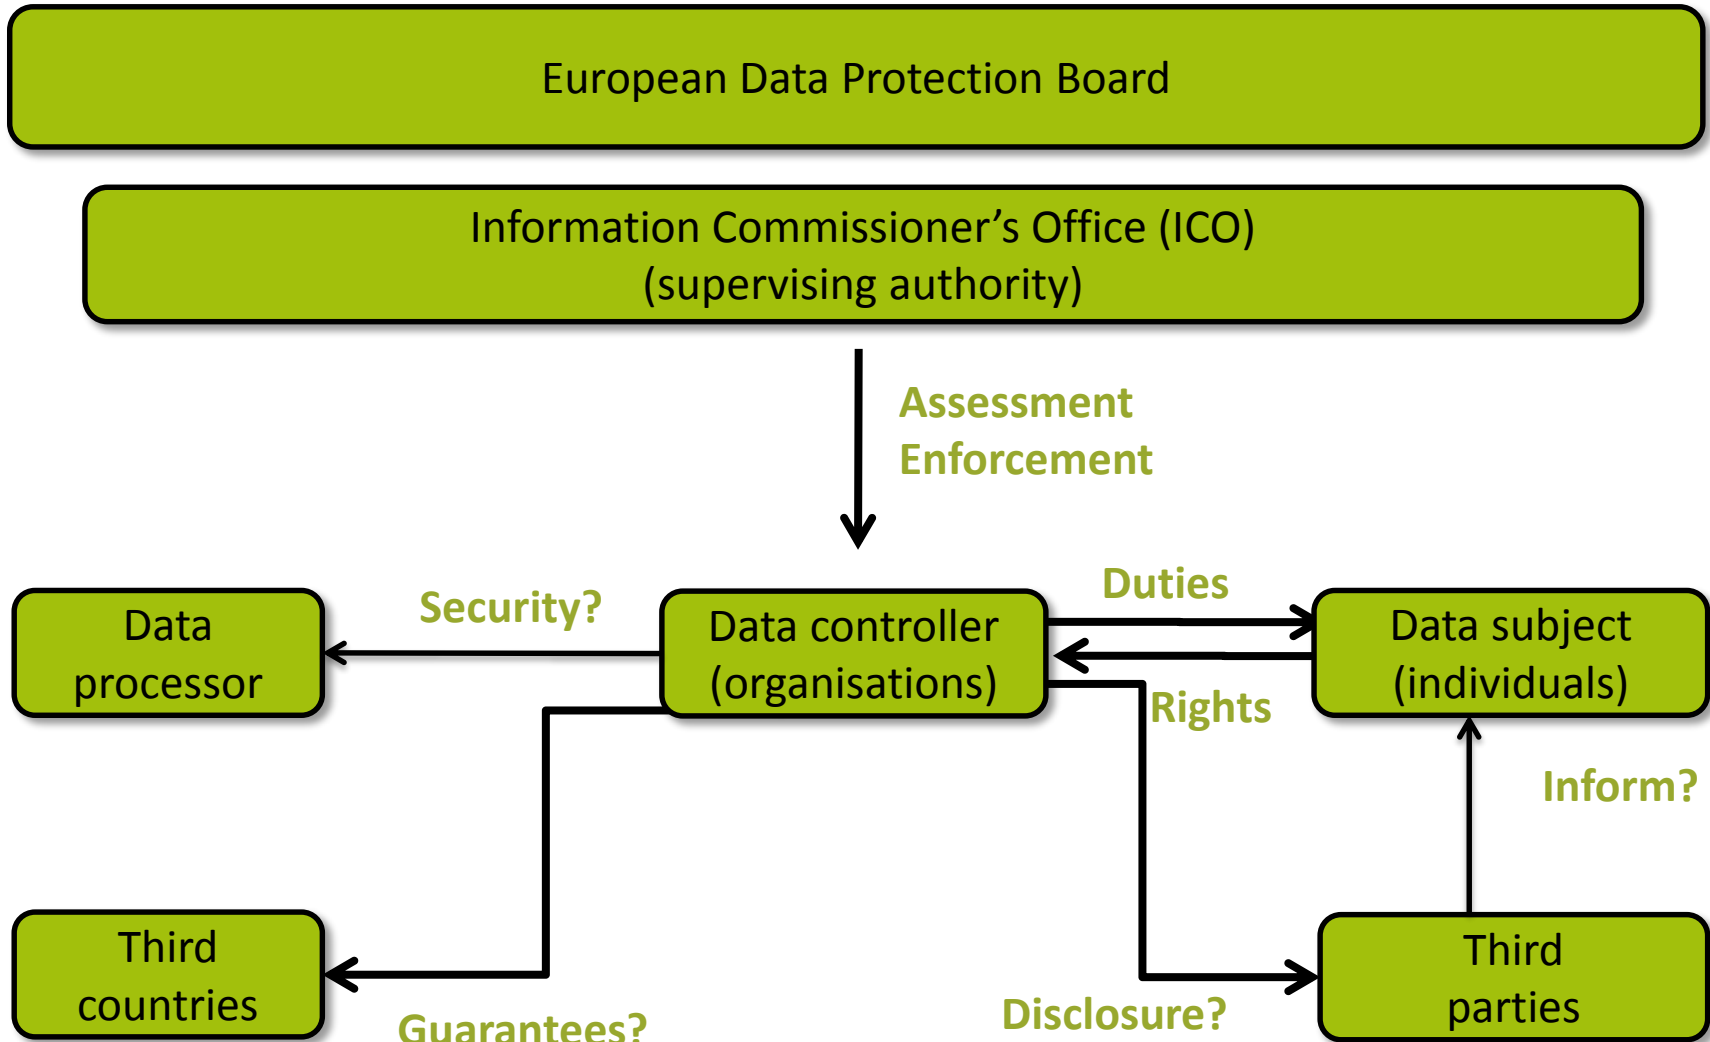 European Data Protection Board
Information Commissioner’s Office (ICO)
(supervising authority)
Assessment
Enforcement
Data
processor
Security?
Data controller
(organisations)
Duties
Rights
Data subject
(individuals)
Inform?
Third
countries
Guarantees?
Disclosure?
Third
parties